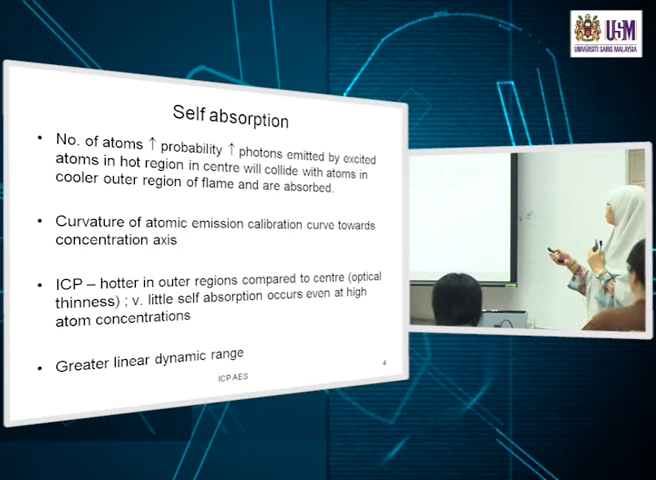 USM
UNIVERSITI SAINS MALAYSIA
Self absorption
• No. of atoms ↑ probability ↑ photons emitted by excited
atoms in hot region in centre will collide with atoms in
cooler outer region of flame and are absorbed.
• Curvature of atomic emission calibration curve towards
concentration axis
• ICP – hotter in outer regions compared to centre (optical
thinness) ; v. little self absorption occurs even at high
atom concentrations
• Greater linear dynamic range
4
ICPAES